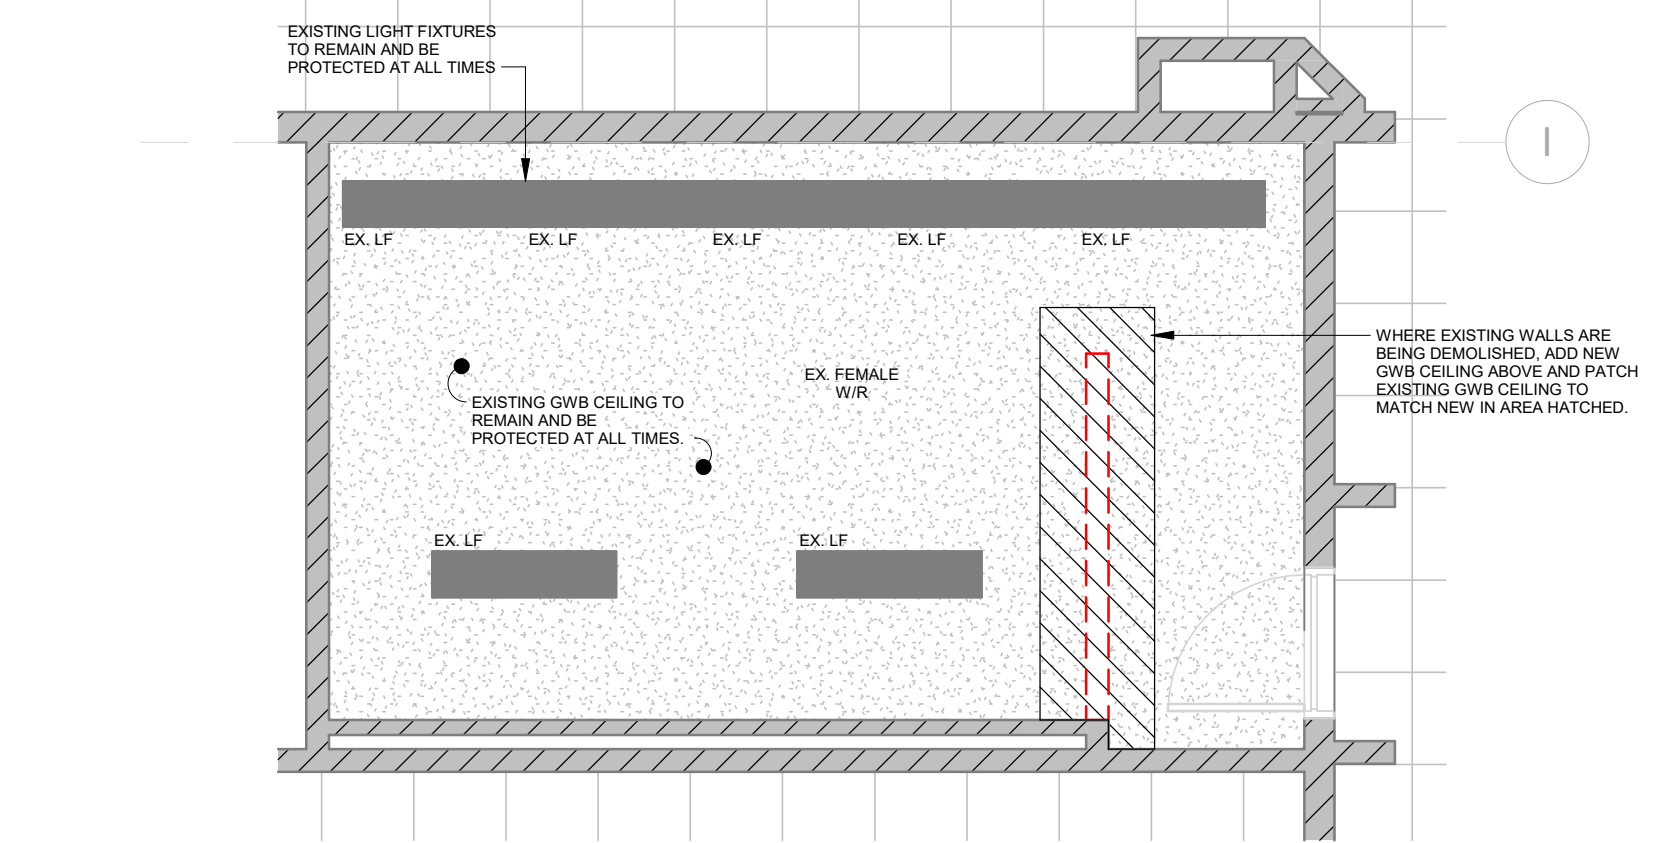 EXISTING LIGHT FIXTURES
TO REMAIN AND BE
PROTECTED AT ALL TIMES
I
EX. LF
EX. LF
EX. LF
EX. LF
EX. LF
WHERE EXISTING WALLS ARE
BEING DEMOLISHED, ADD NEW
GWB CEILING ABOVE AND PATCH
EXISTING GWB CEILING TO
MATCH NEW IN AREA HATCHED.
EX. FEMALE
W/R
EXISTING GWB CEILING TO
REMAIN AND BE
PROTECTED AT ALL TIMES.
EX. LF
EX. LF